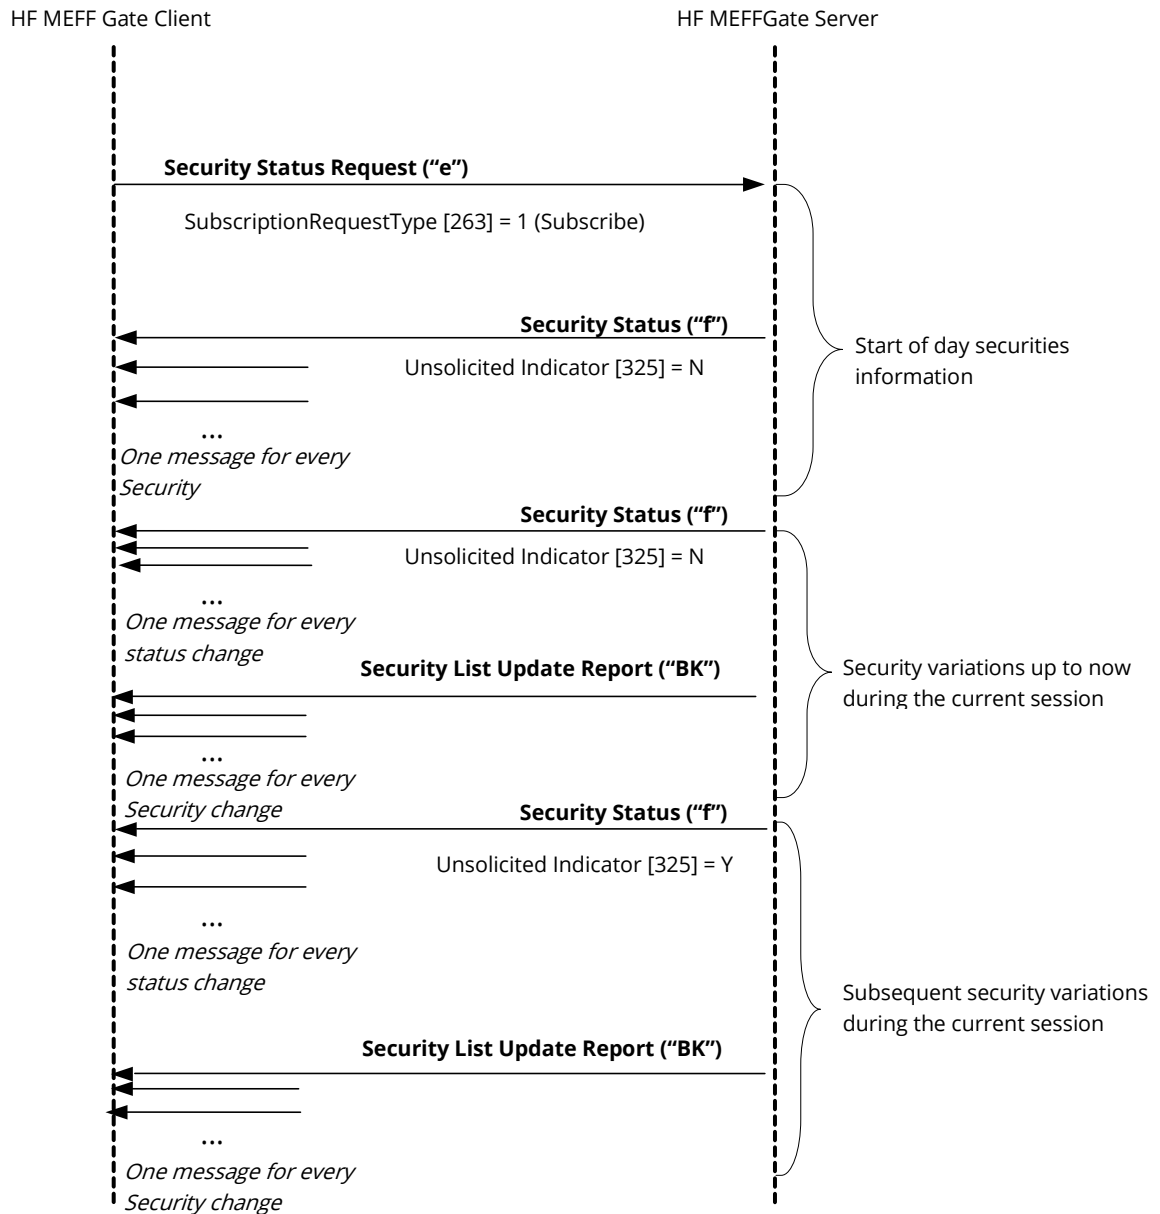 HF MEFF Gate Client
HF MEFFGate Server
Security Status Request (“e”)
SubscriptionRequestType [263] = 1 (Subscribe)
Security Status (“f”)
Unsolicited Indicator [325] = N
Start of day securities
information
...
One message for every
Security
Security Status (“f”)
Unsolicited Indicator [325] = N
...
One message for every
status change
Security List Update Report (“BK”)
Security variations up to now
during the current session
...
One message for every
Security change
Security Status (“f”)
Unsolicited Indicator [325] = Y
...
One message for every
status change
Subsequent security variations
during the current session
Security List Update Report (“BK”)
...
One message for every
Security change